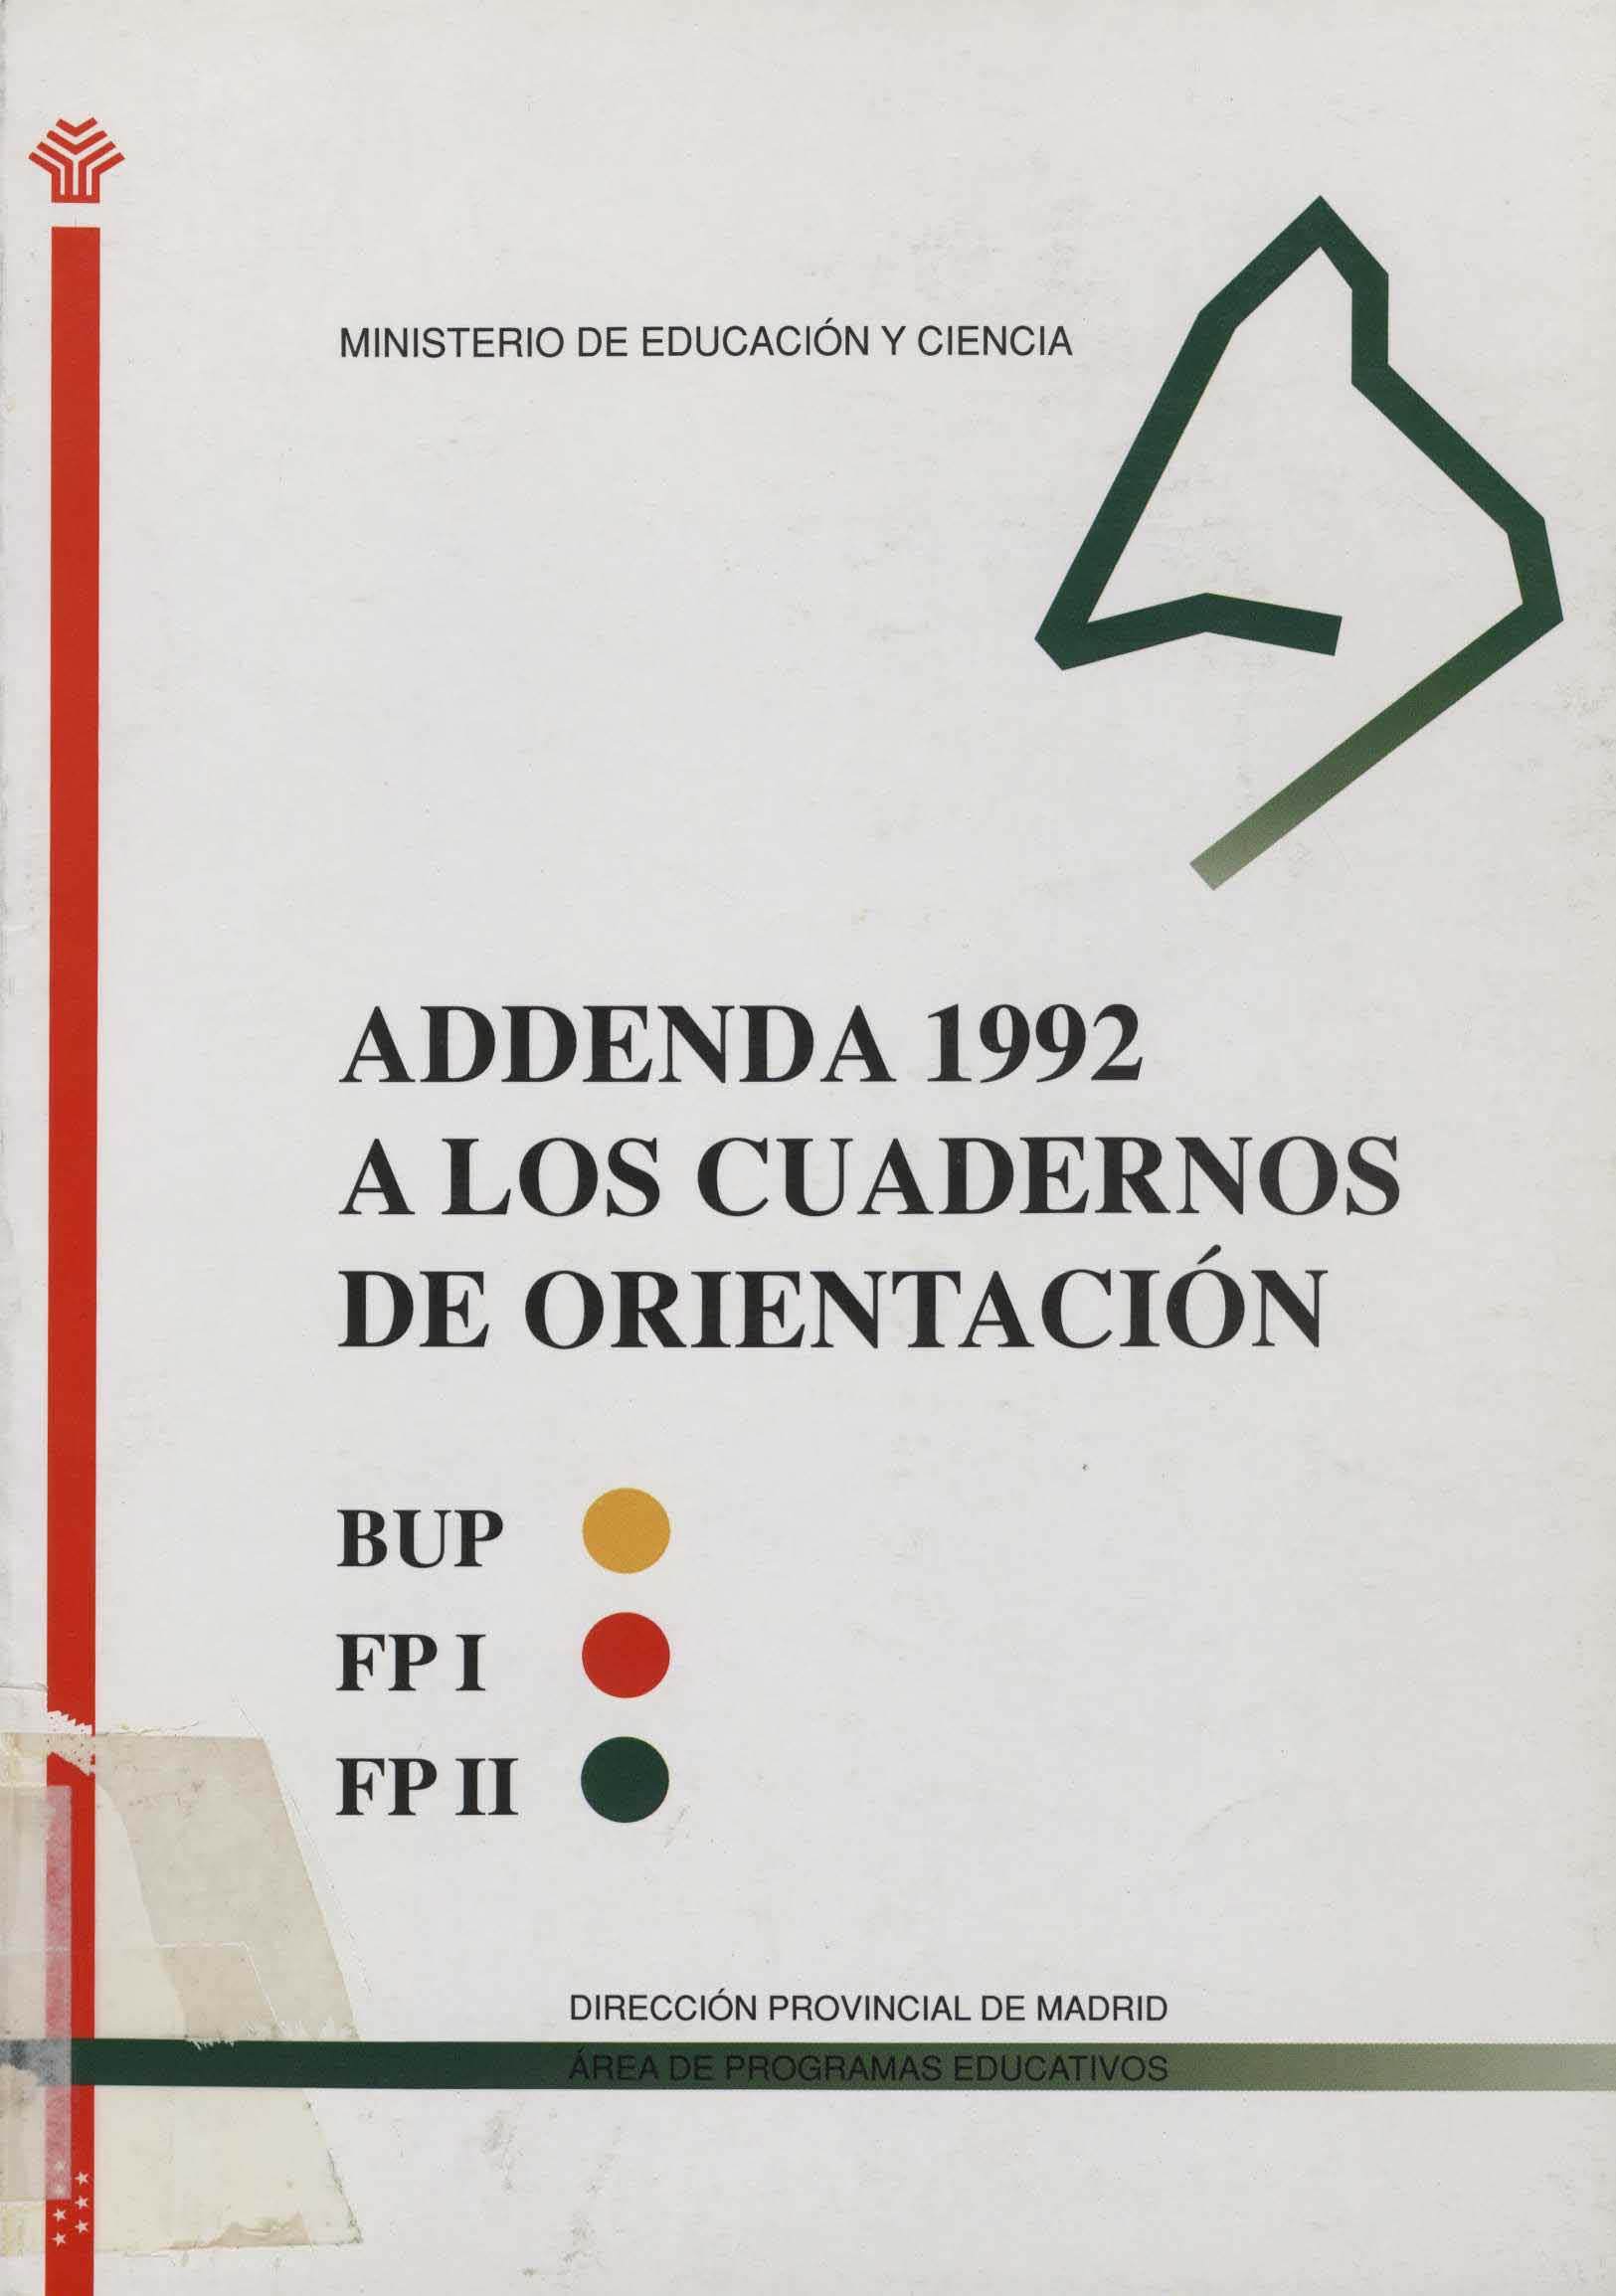 MINISTERIO DE EDUCACIÓN Y CIENCIA
ADDENDA 1992
A LOS CUADERNOS
DE ORIENTACIÓN
BUP
FP I
FP II
DIRECCIÓN PROVINCIAL DE MADRID
ÁREA DE PROGRAMAS EDUCATIVOS